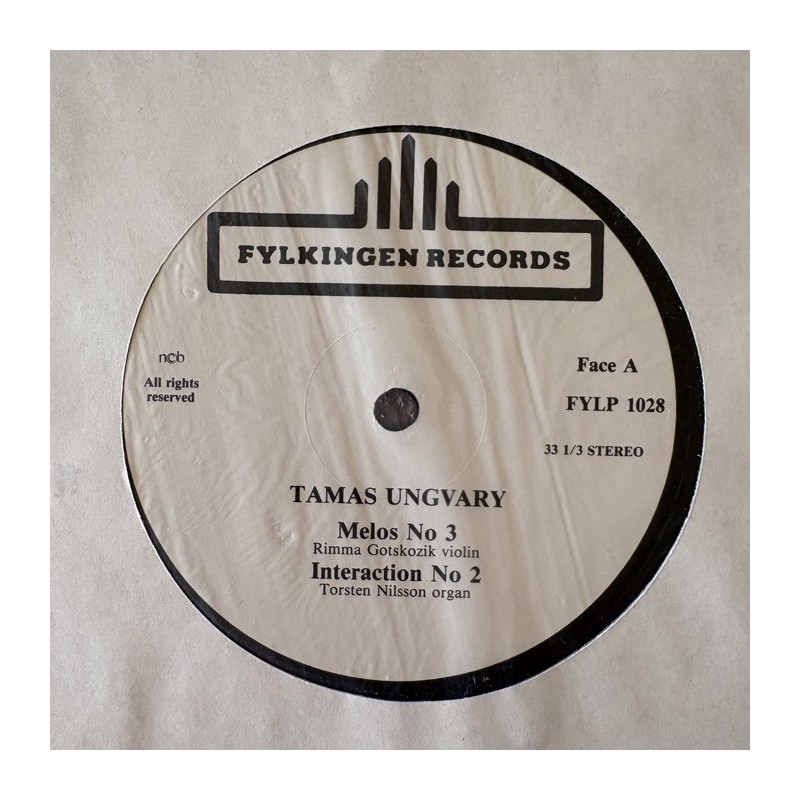 FYLKINGEN RECORDS
ncb
All rights
reserved
Face A
FYLP 1028
33 1/3 STEREO
TAMAS UNGVARY
Melos No 3
Rimma Gotskozik violin
Interaction No 2
Torsten Nilsson organ